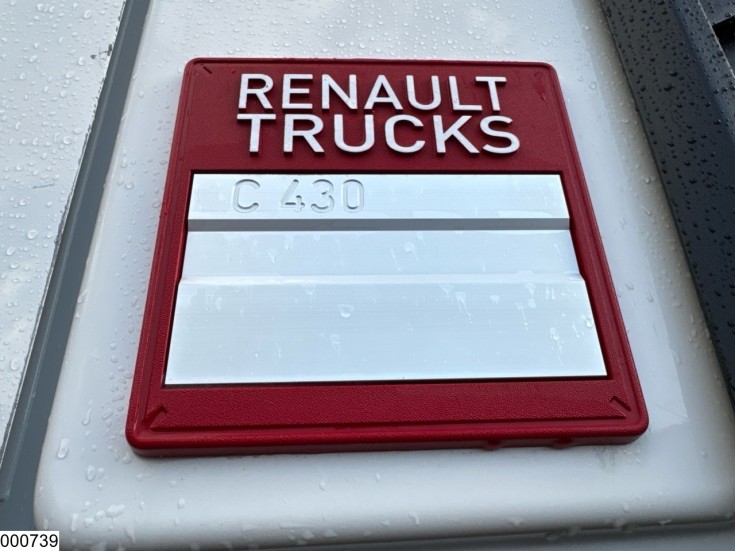 RENAULT
TRUCKS
C 430
000739